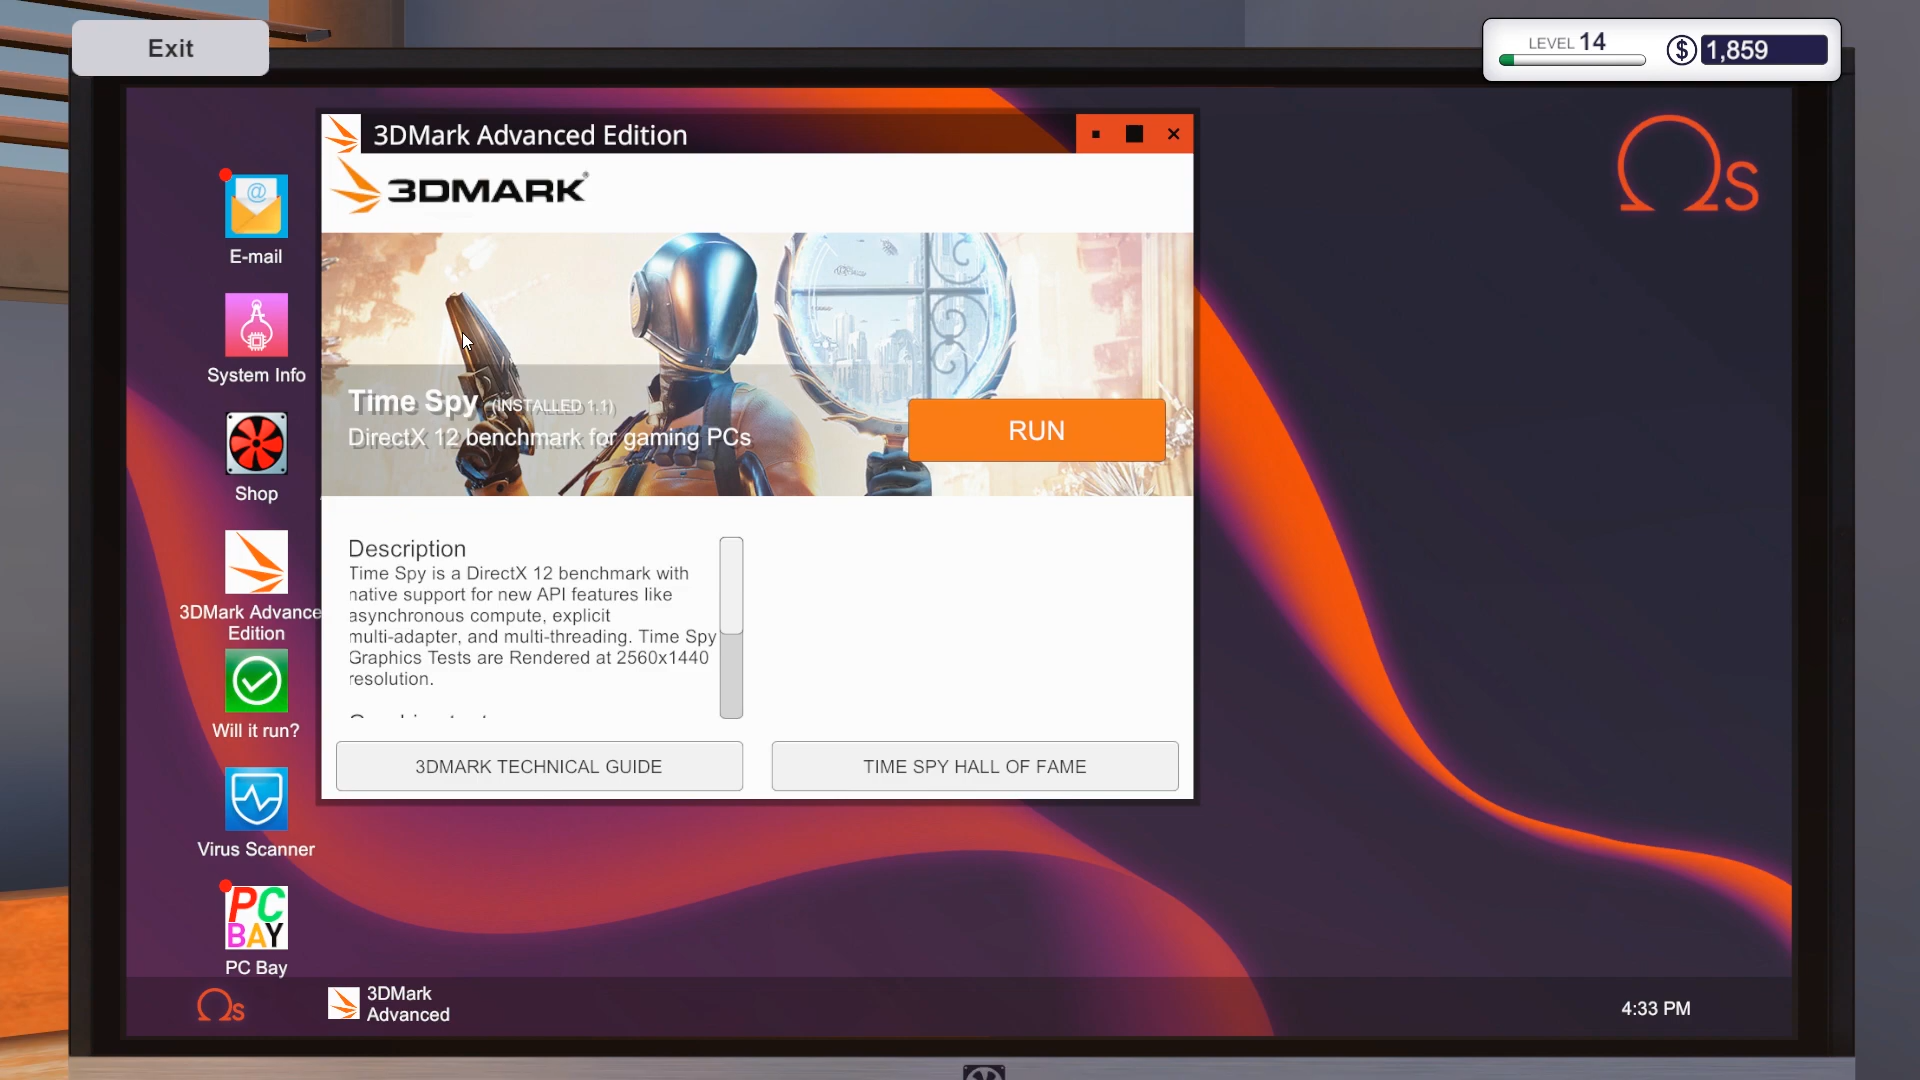 Exit
LEVEL 14
$ 1,859
3DMark Advanced Edition
3DMARK
Time Spy (INSTALLED 1.1)
DirectX 12 benchmark for gaming PCs
RUN
Description
Time Spy is a DirectX 12 benchmark with
native support for new API features like
asynchronous compute, explicit
multi-adapter, and multi-threading. Time Spy
Graphics Tests are Rendered at 2560x1440
resolution.
3DMARK TECHNICAL GUIDE
TIME SPY HALL OF FAME
E-mail
System Info
Shop
3DMark Advance
Edition
Will it run?
Virus Scanner
PC
BAY
PC Bay
Ωs
Ωs
3DMark
Advanced
4:33 PM